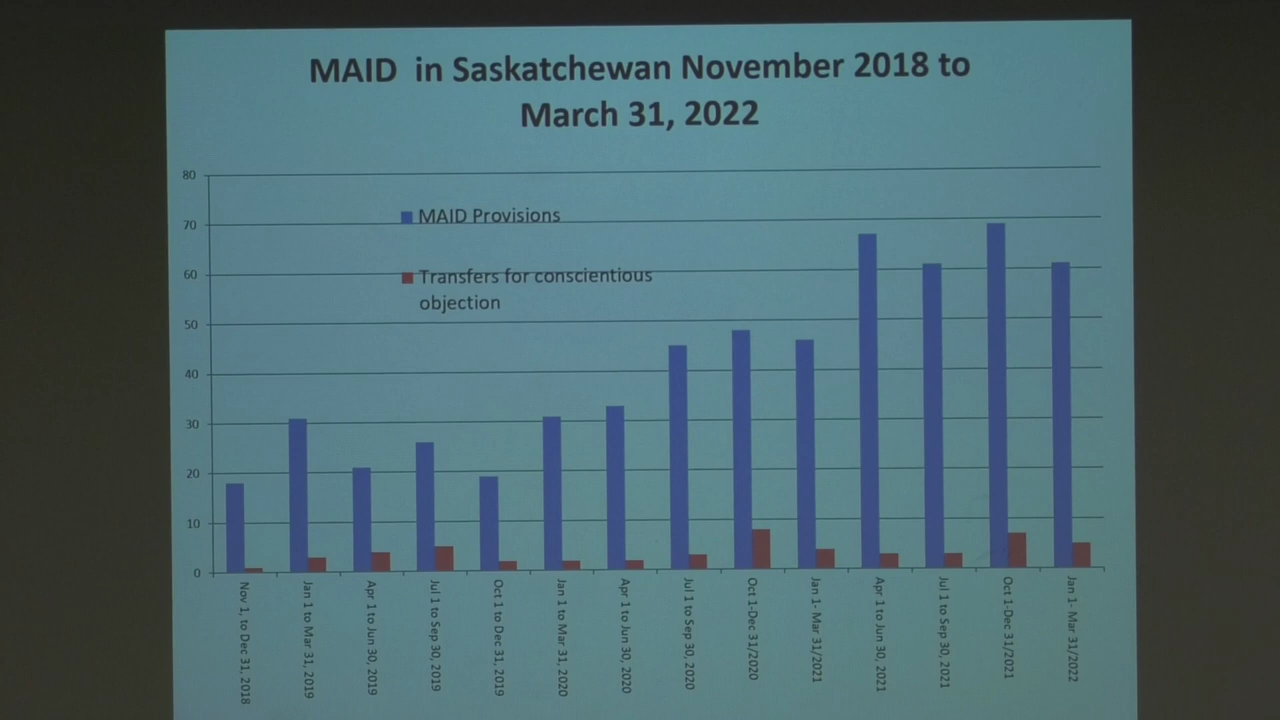 MAID in Saskatchewan November 2018 to
March 31, 2022
80
70
60
50
40
30
20
10
0
MAID Provisions
Transfers for conscientious
objection
Nov 1, to Dec 31, 2018
Jan 1 to Mar 31, 2019
Apr 1 to Jun 30, 2019
Jul 1 to Sep 30, 2019
Oct 1 to Dec 31, 2019
Jan 1 to Mar 31, 2020
Apr 1 to Jun 30, 2020
Jul 1 to Sep 30, 2020
Oct 1-Dec 31/2020
Jan 1- Mar 31/2021
Apr 1 to Jun 30, 2021
Jul 1 to Sep 30, 2021
Oct 1-Dec 31/2021
Jan 1- Mar 31/2022